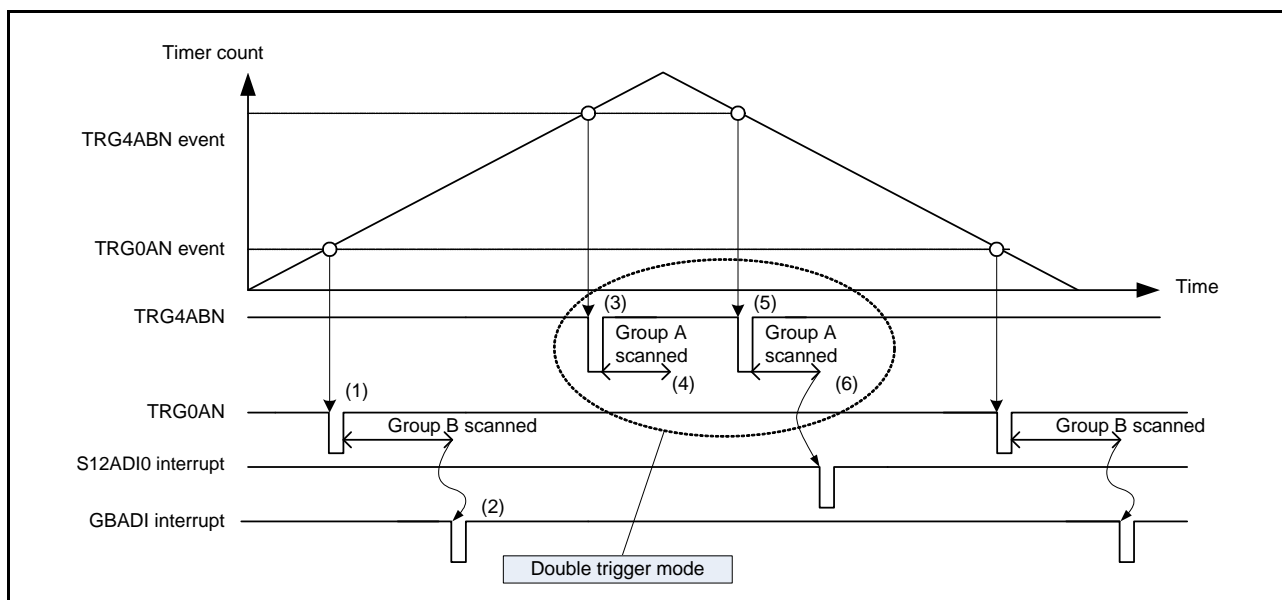 Timer count
TRG4ABN event
TRG0AN event
Time
TRG4ABN
(3)
(5)
Group A
scanned
Group A
scanned
(4)
(6)
(1)
TRG0AN
Group B scanned
Group B scanned
S12ADI0 interrupt
(2)
GBADI interrupt
Double trigger mode